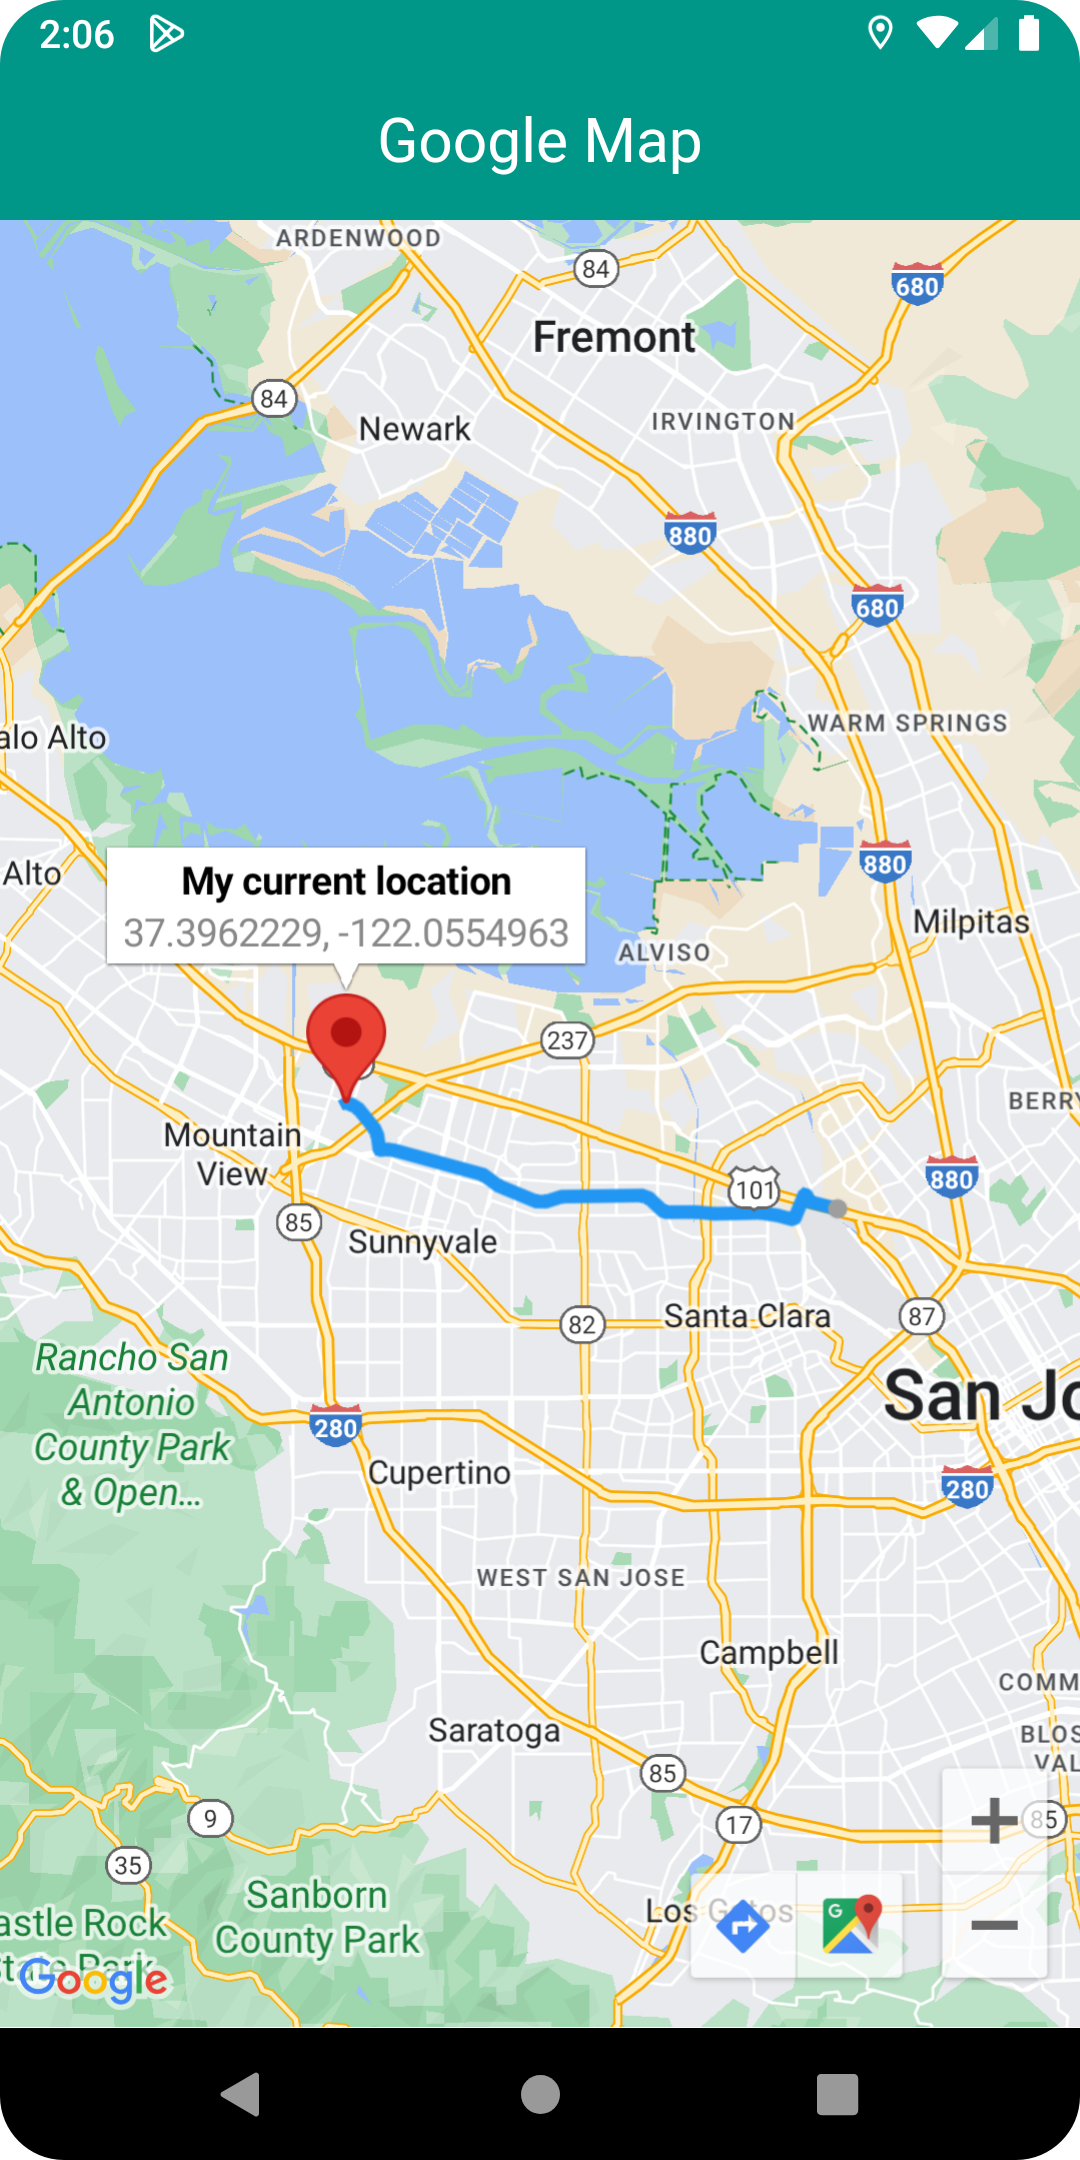 2:06
Google Map
ARDENWOOD
84
680
Fremont
84
Newark
IRVINGTON
880
680
WARM SPRINGS
alo Alto
880
Alto
My current location
37.3962229, -122.0554963
Milpitas
ALVISO
237
BERRY
Mountain
View
880
101
85
Sunnyvale
Santa Clara
87
82
Rancho San
Antonio
County Park
& Open...
San Jo
280
Cupertino
280
WEST SAN JOSE
Campbell
COMM
Saratoga
BLOS
VAL
85
9
17
85
35
Sanborn
County Park
Los Gatos
G
astle Rock
State Park
Google